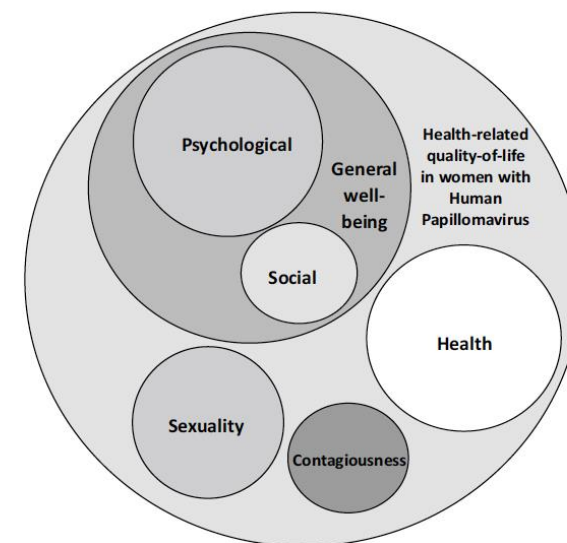 Psychological
General
well-
being
Social
Health-related
quality-of-life
in women with
Human
Papillomavirus
Health
Sexuality
Contagiousness